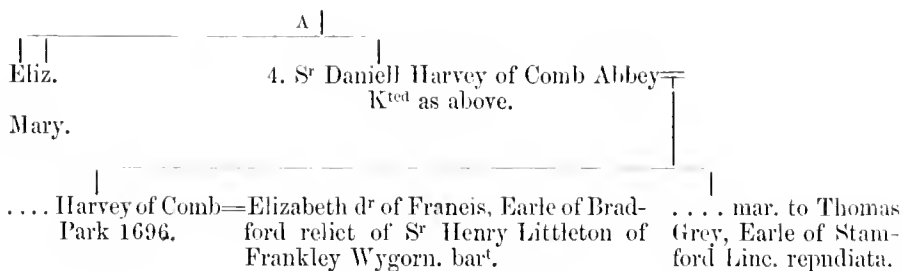 A
Eliz.
Mary.
4. Sʳ Daniell Harvey of Comb Abbey=
Kᵗᵉᵈ as above.
.... Harvey of Comb=
Park 1696.
Elizabeth dʳ of Francis, Earle of Brad-
ford relict of Sʳ Henry Littleton of
Frankley Wygorn. barᵗ.
.... mar. to Thomas
Grey, Earle of Stam-
ford Linc. repudiata.